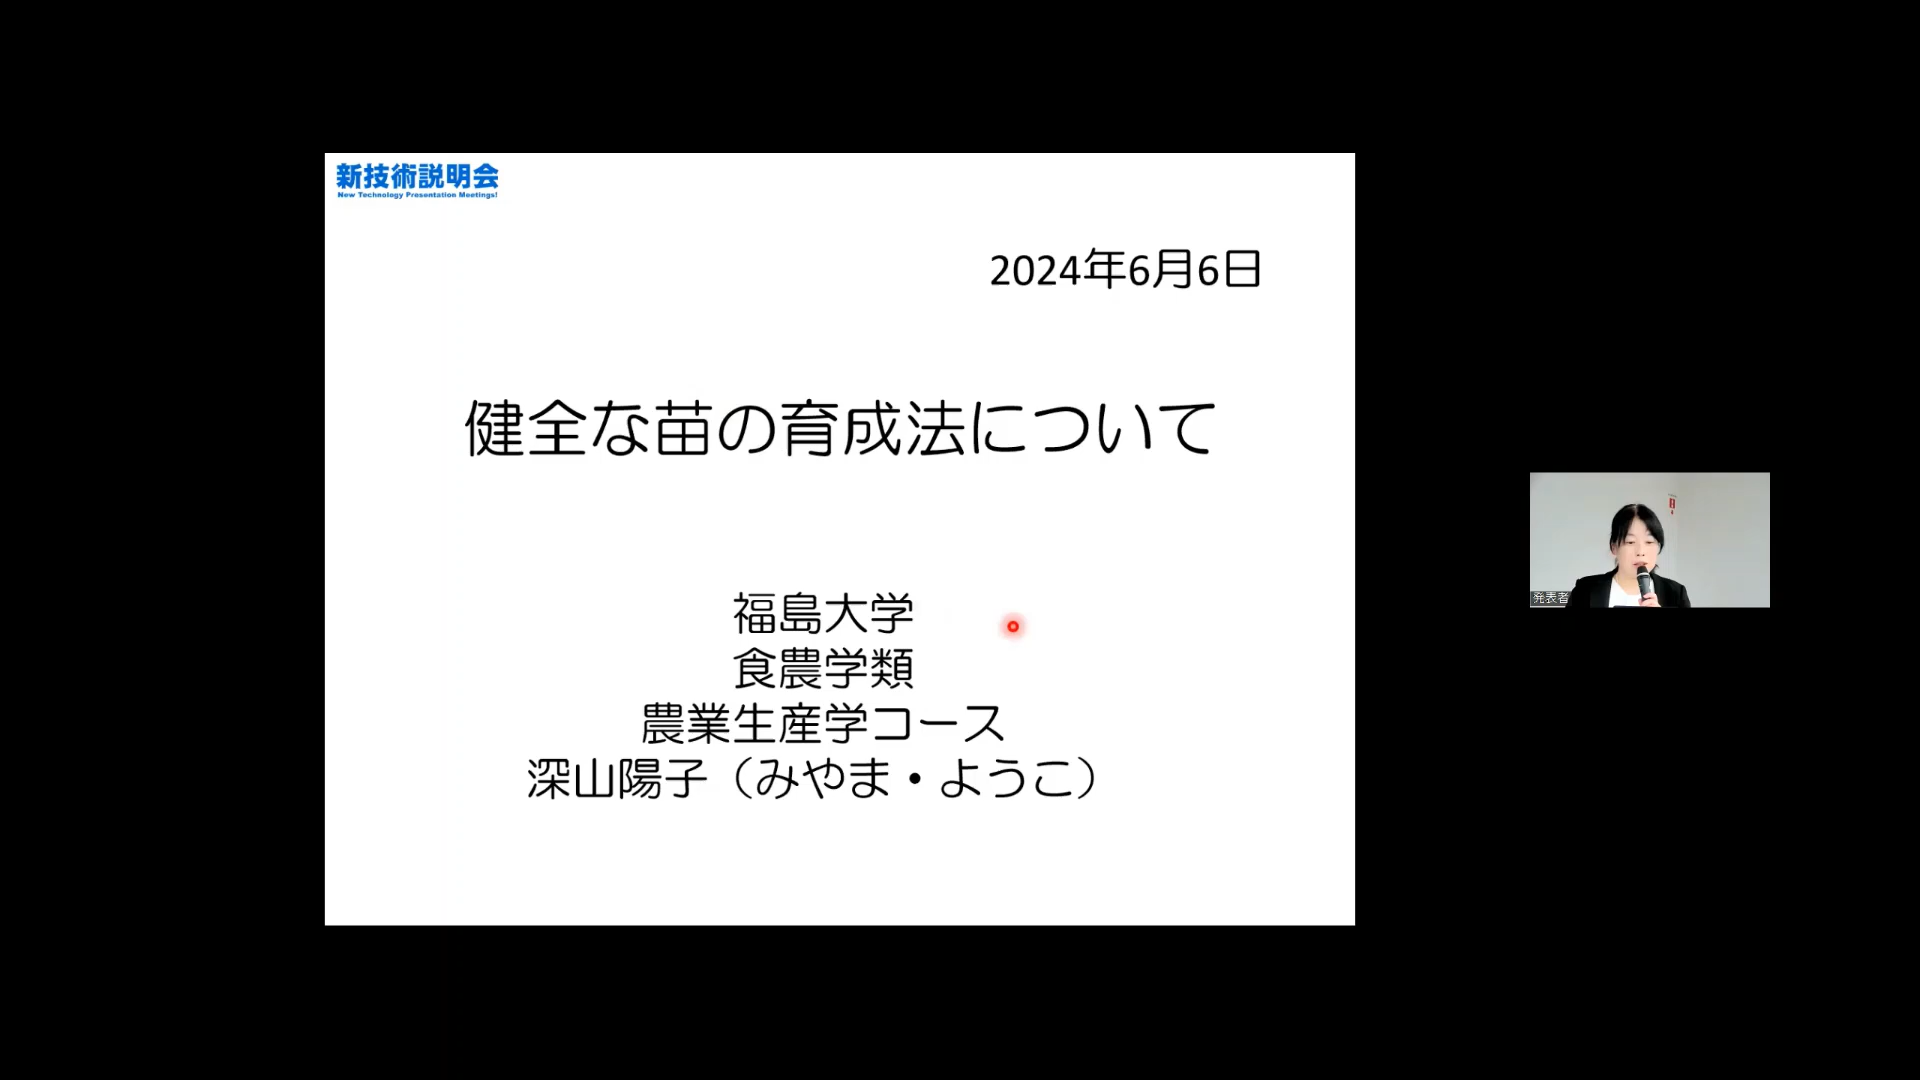 新技術説明会
New Technology Presentation Meetings!
2024年6月6日
健全な苗の育成法について
福島大学
食農学類
農業生産学コース
深山陽子（みやま・ようこ）
発表者